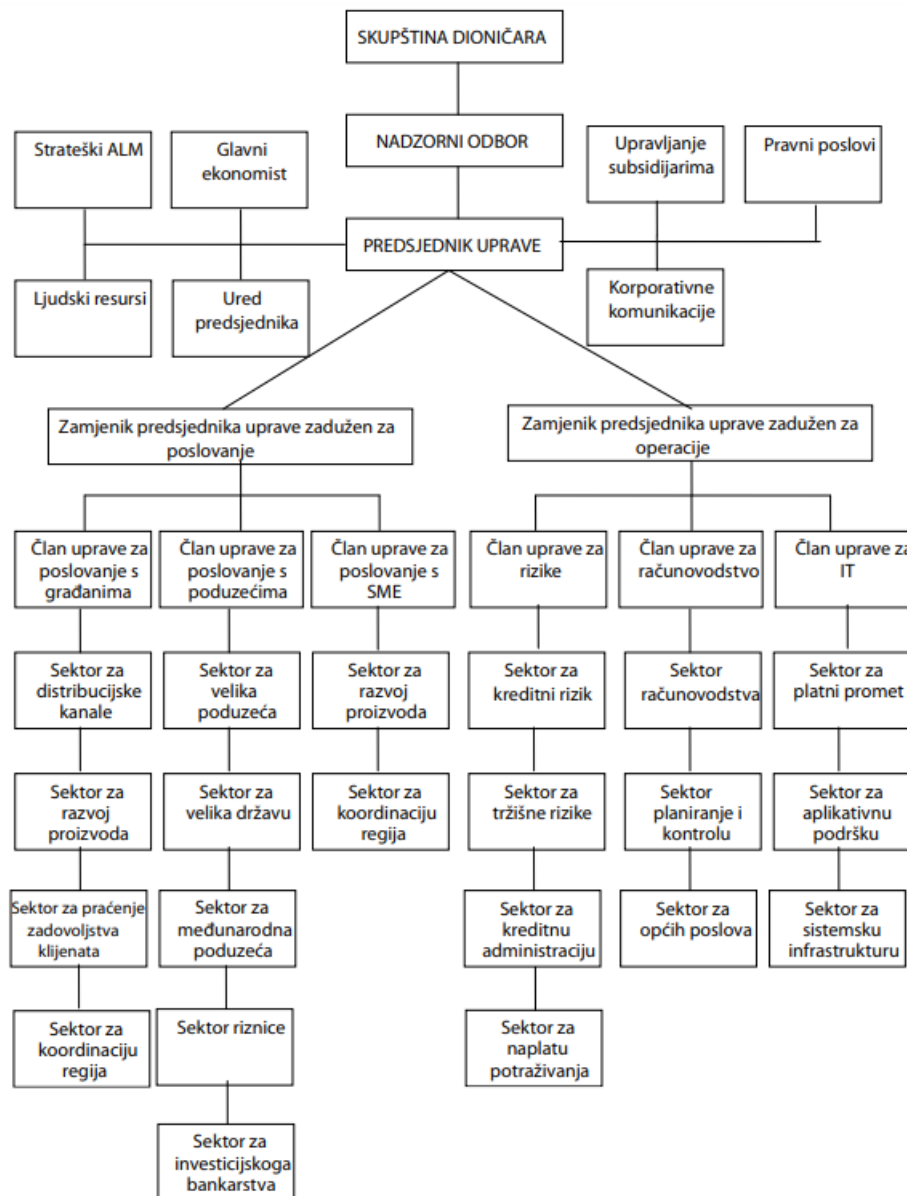 SKUPŠTINA DIONIČARA
NADZORNI ODBOR
Strateški ALM
Glavni
ekonomist
Upravljanje
subsidijarima
Pravni poslovi
PREDSJEDNIK UPRAVE
Ljudski resursi
Ured
predsjednika
Korporativne
komunikacije
Zamjenik predsjednika uprave zadužen za
poslovanje
Zamjenik predsjednika uprave zadužen za
operacije
Član uprave za
poslovanje s
građanima
Član uprave za
poslovanje s
poduzećima
Član uprave za
poslovanje s
SME
Član uprave za
rizike
Član uprave za
računovodstvo
Član uprave za
IT
Sektor za
distribucijske
kanale
Sektor za
velika
poduzeća
Sektor za
razvoj
proizvoda
Sektor za
kreditni rizik
Sektor
računovodstva
Sektor za
platni promet
Sektor za
razvoj
proizvoda
Sektor za
velika državu
Sektor za
koordinaciju
regija
Sektor za
tržišne rizike
Sektor
planiranje i
kontrolu
Sektor za
aplikativnu
podršku
Sektor za praćenje
zadovoljstva
klijenata
Sektor za
međunarodna
poduzeća
Sektor za
kreditnu
administraciju
Sektor za
općih poslova
Sektor za
sistemsku
infrastrukturu
Sektor za
koordinaciju
regija
Sektor riznice
Sektor za
naplatu
potraživanja
Sektor za
investicijskoga
bankarstva